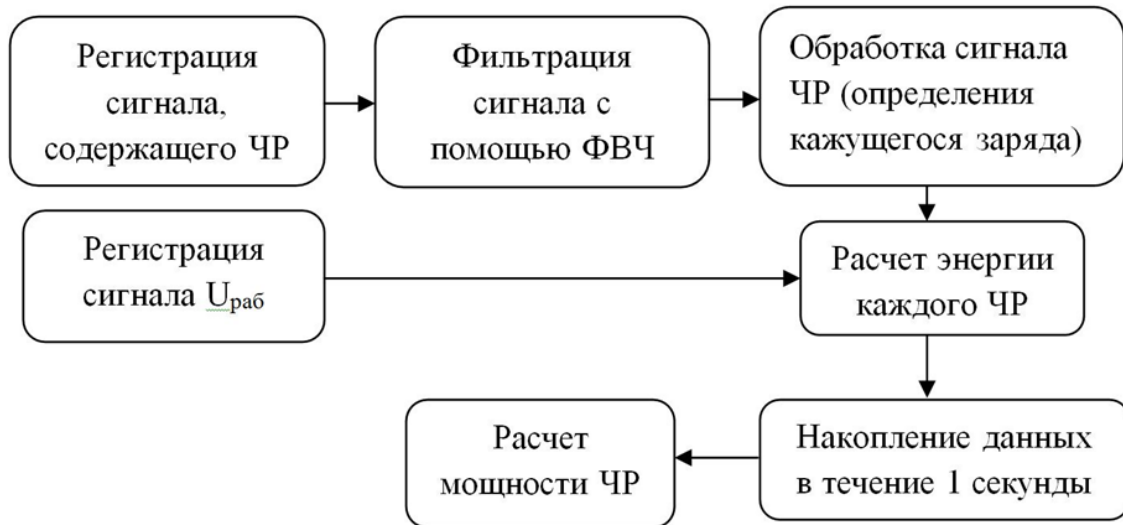 Регистрация
сигнала,
содержащего ЧР
Фильтрация
сигнала с
помощью ФВЧ
Обработка сигнала
ЧР (определения
кажущегося заряда)
Регистрация
сигнала Uраб
Расчет энергии
каждого ЧР
Расчет
мощности ЧР
Накопление данных
в течение 1 секунды